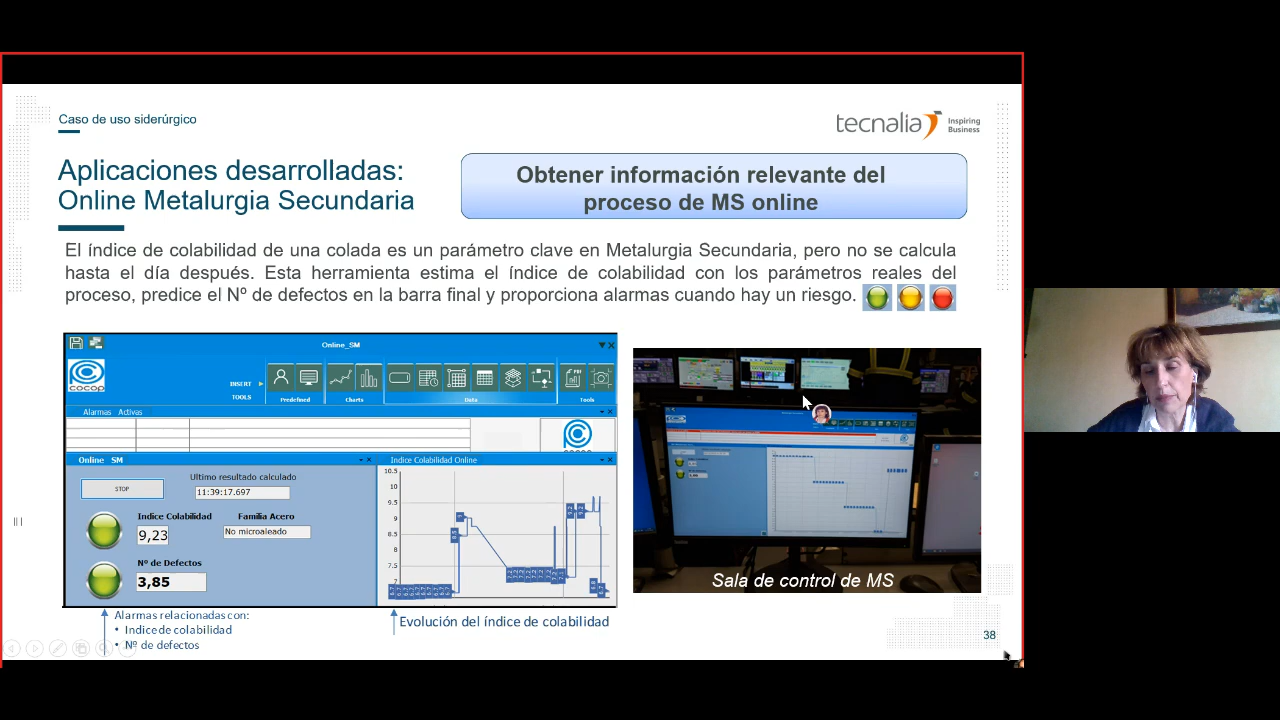 Caso de uso siderúrgico
tecnalia
Inspiring
Business
Aplicaciones desarrolladas:
Online Metalurgia Secundaria
Obtener información relevante del
proceso de MS online
El índice de colabilidad de una colada es un parámetro clave en Metalurgia Secundaria, pero no se calcula
hasta el día después. Esta herramienta estima el índice de colabilidad con los parámetros reales del
proceso, predice el Nº de defectos en la barra final y proporciona alarmas cuando hay un riesgo.
Online_SM
cocop
INSERT
TOOLS
Predefined
Charts
Data
Tools
Alarmas Activas
Online SM
STOP
Ultimo resultado calculado
11:39:17.697
Indice Colabilidad
9,23
Familia Acero
No microaleado
Nº de Defectos
3,85
Indice Colabilidad Online
10.5
10
9.5
9
8.5
8
7.5
7
Sala de control de MS
Alarmas relacionadas con:
• Indice de colabilidad
• Nº de defectos
Evolución del índice de colabilidad
38